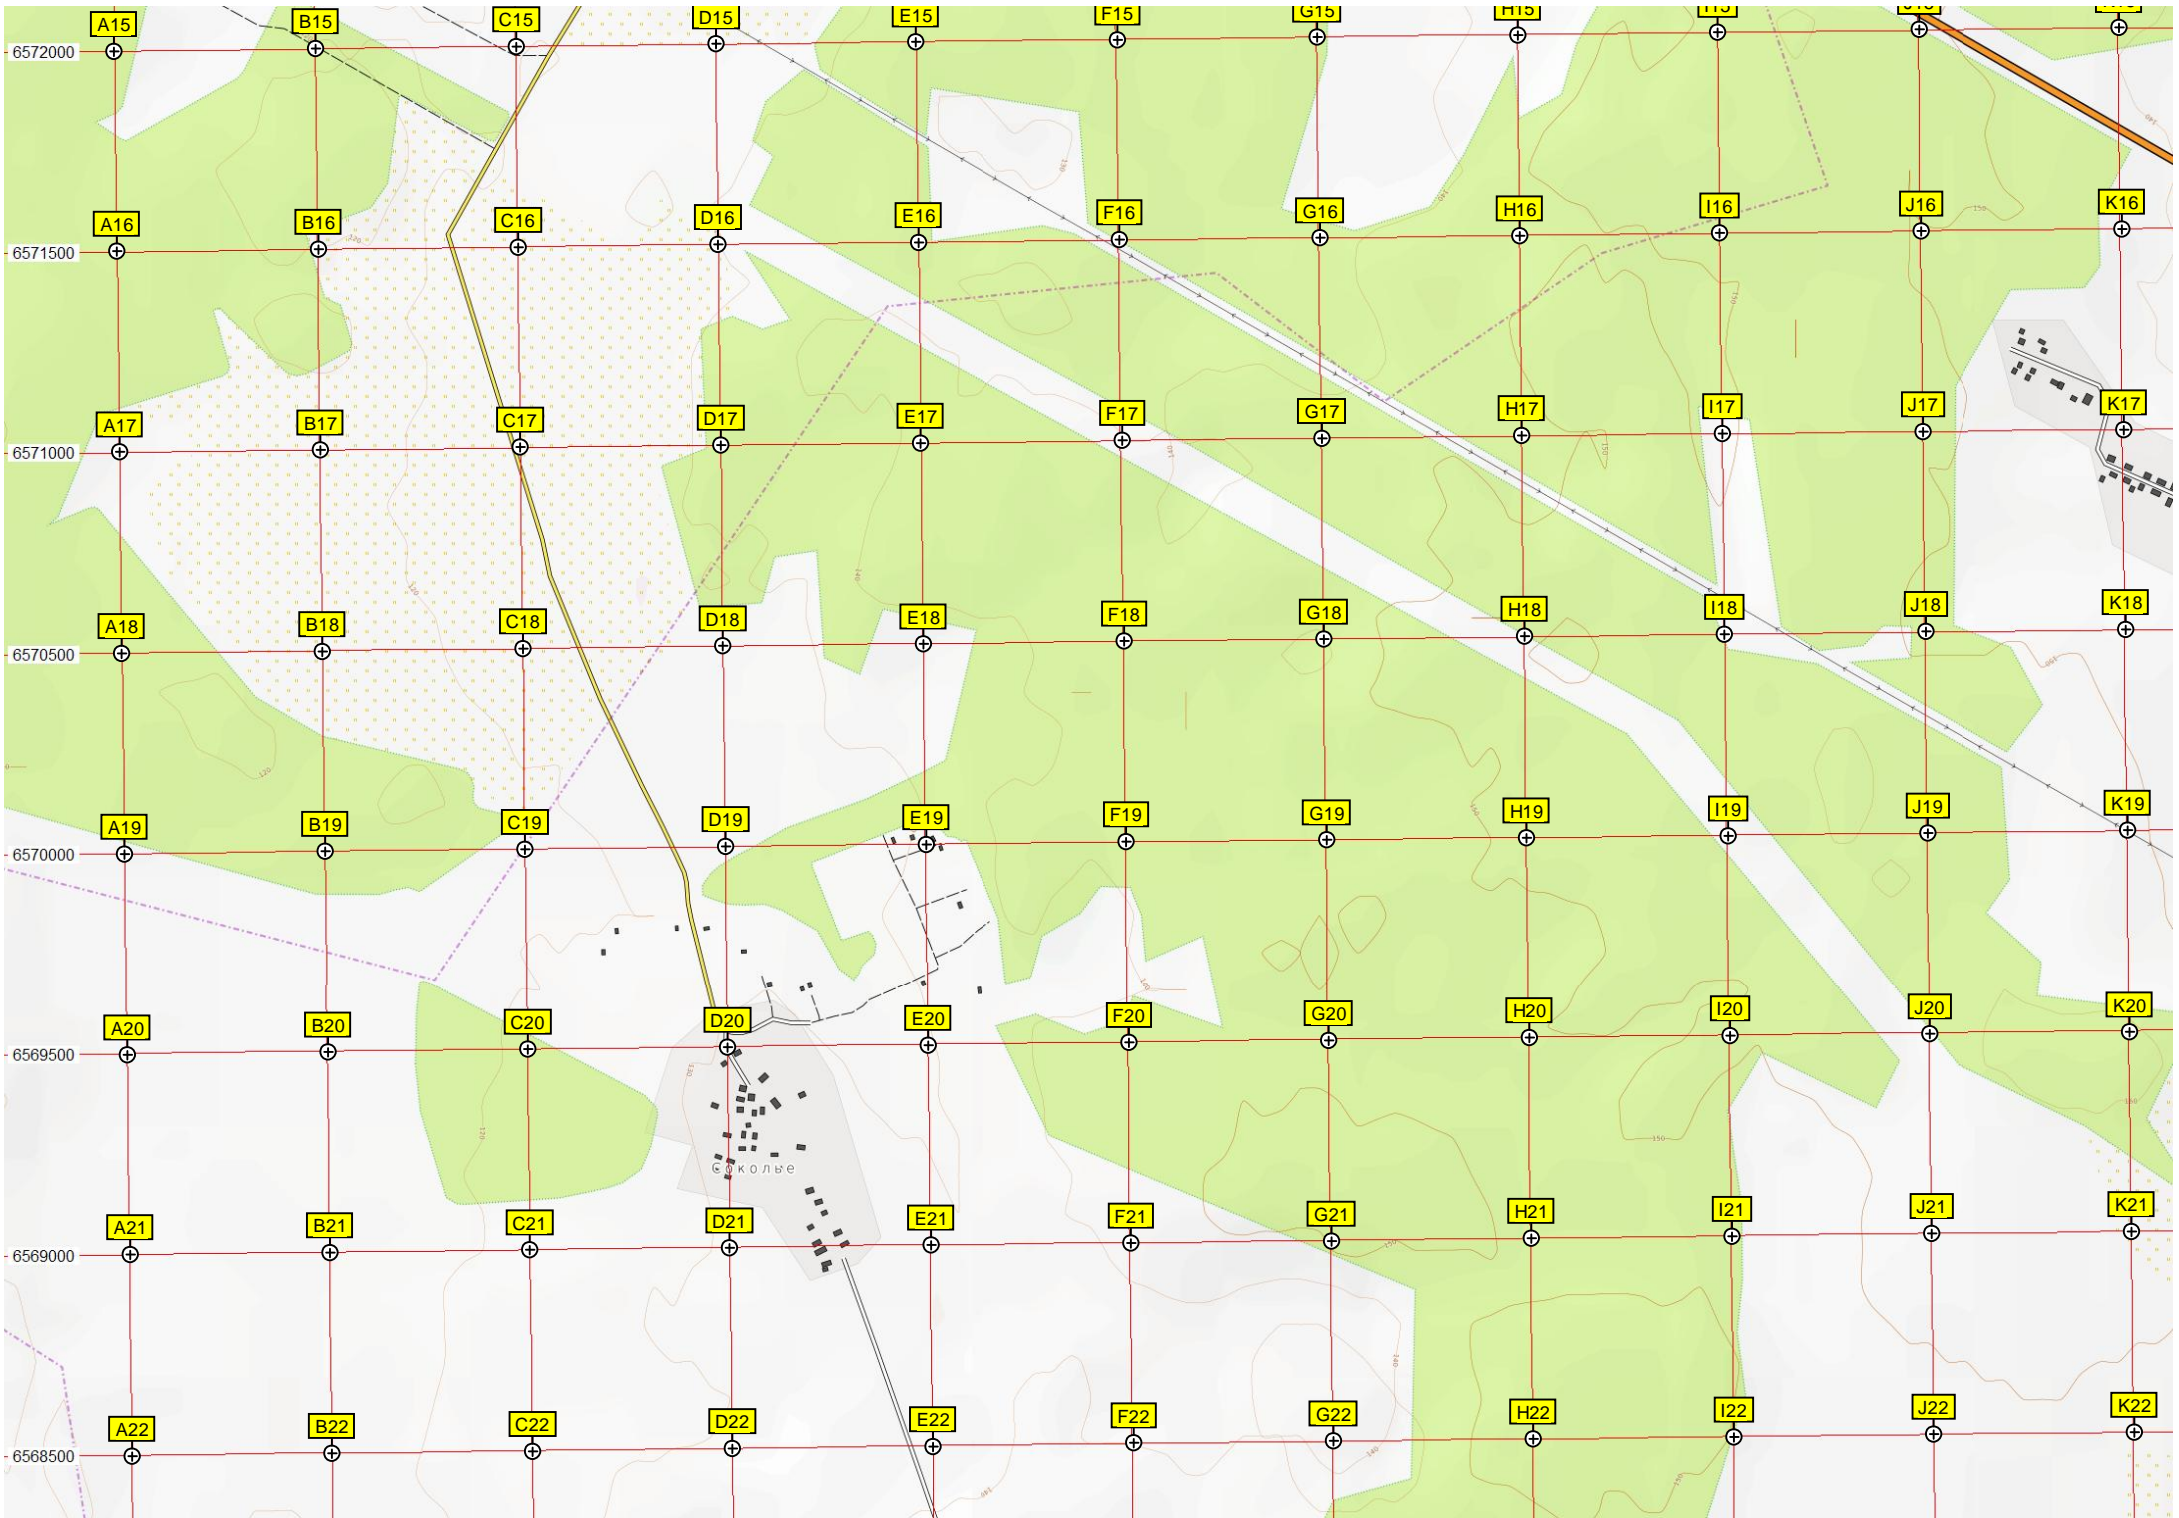 A15 B15 C15 D15 E15 F15 G15 H15 I15 J15
6572000
A16 B16 C16 D16 E16 F16 G16 H16 I16 J16 K16
6571500
A17 B17 C17 D17 E17 F17 G17 H17 I17 J17 K17
6571000
A18 B18 C18 D18 E18 F18 G18 H18 I18 J18 K18
6570500
A19 B19 C19 D19 E19 F19 G19 H19 I19 J19 K19
6570000
A20 B20 C20 D20 E20 F20 G20 H20 I20 J20 K20
6569500
Соколье
A21 B21 C21 D21 E21 F21 G21 H21 I21 J21 K21
6569000
A22 B22 C22 D22 E22 F22 G22 H22 I22 J22 K22
6568500